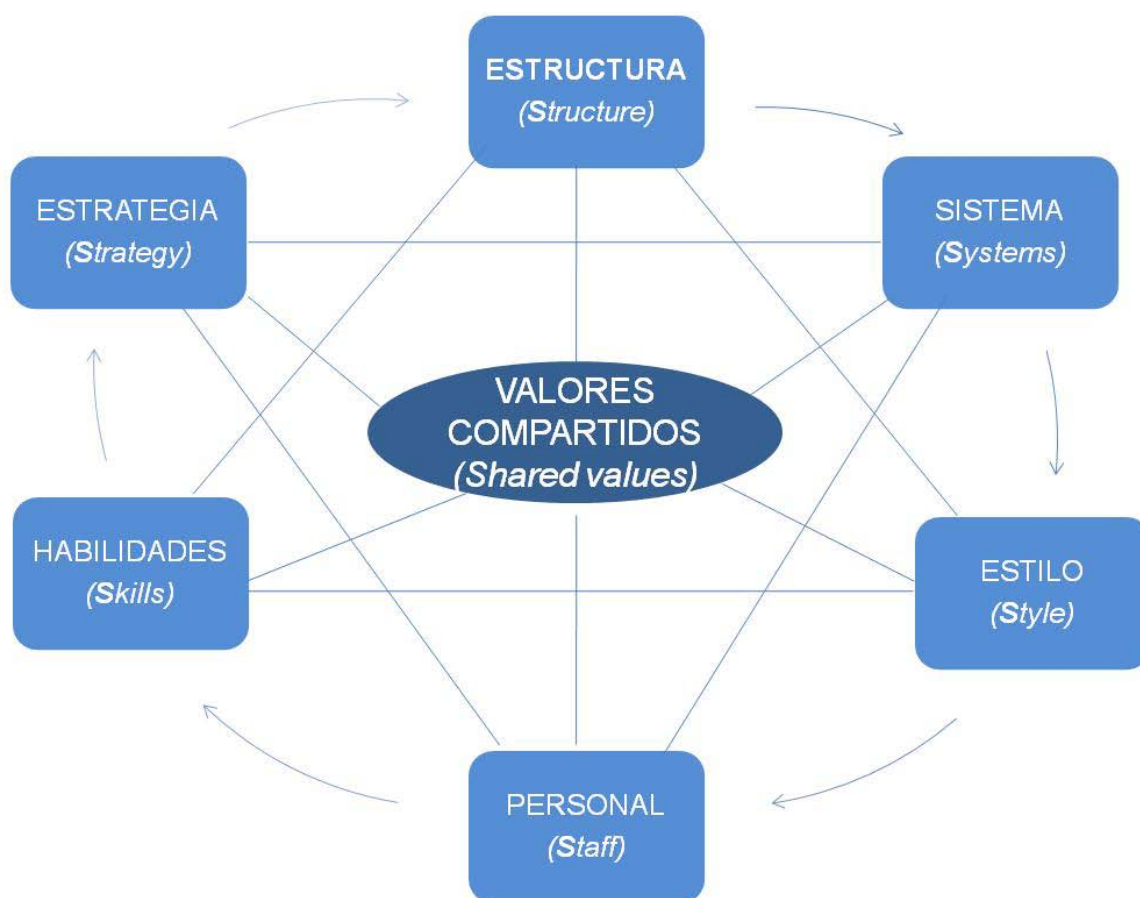 ESTRUCTURA
(Structure)
ESTRATEGIA
(Strategy)
SISTEMA
(Systems)
VALORES
COMPARTIDOS
(Shared values)
HABILIDADES
(Skills)
ESTILO
(Style)
PERSONAL
(Staff)